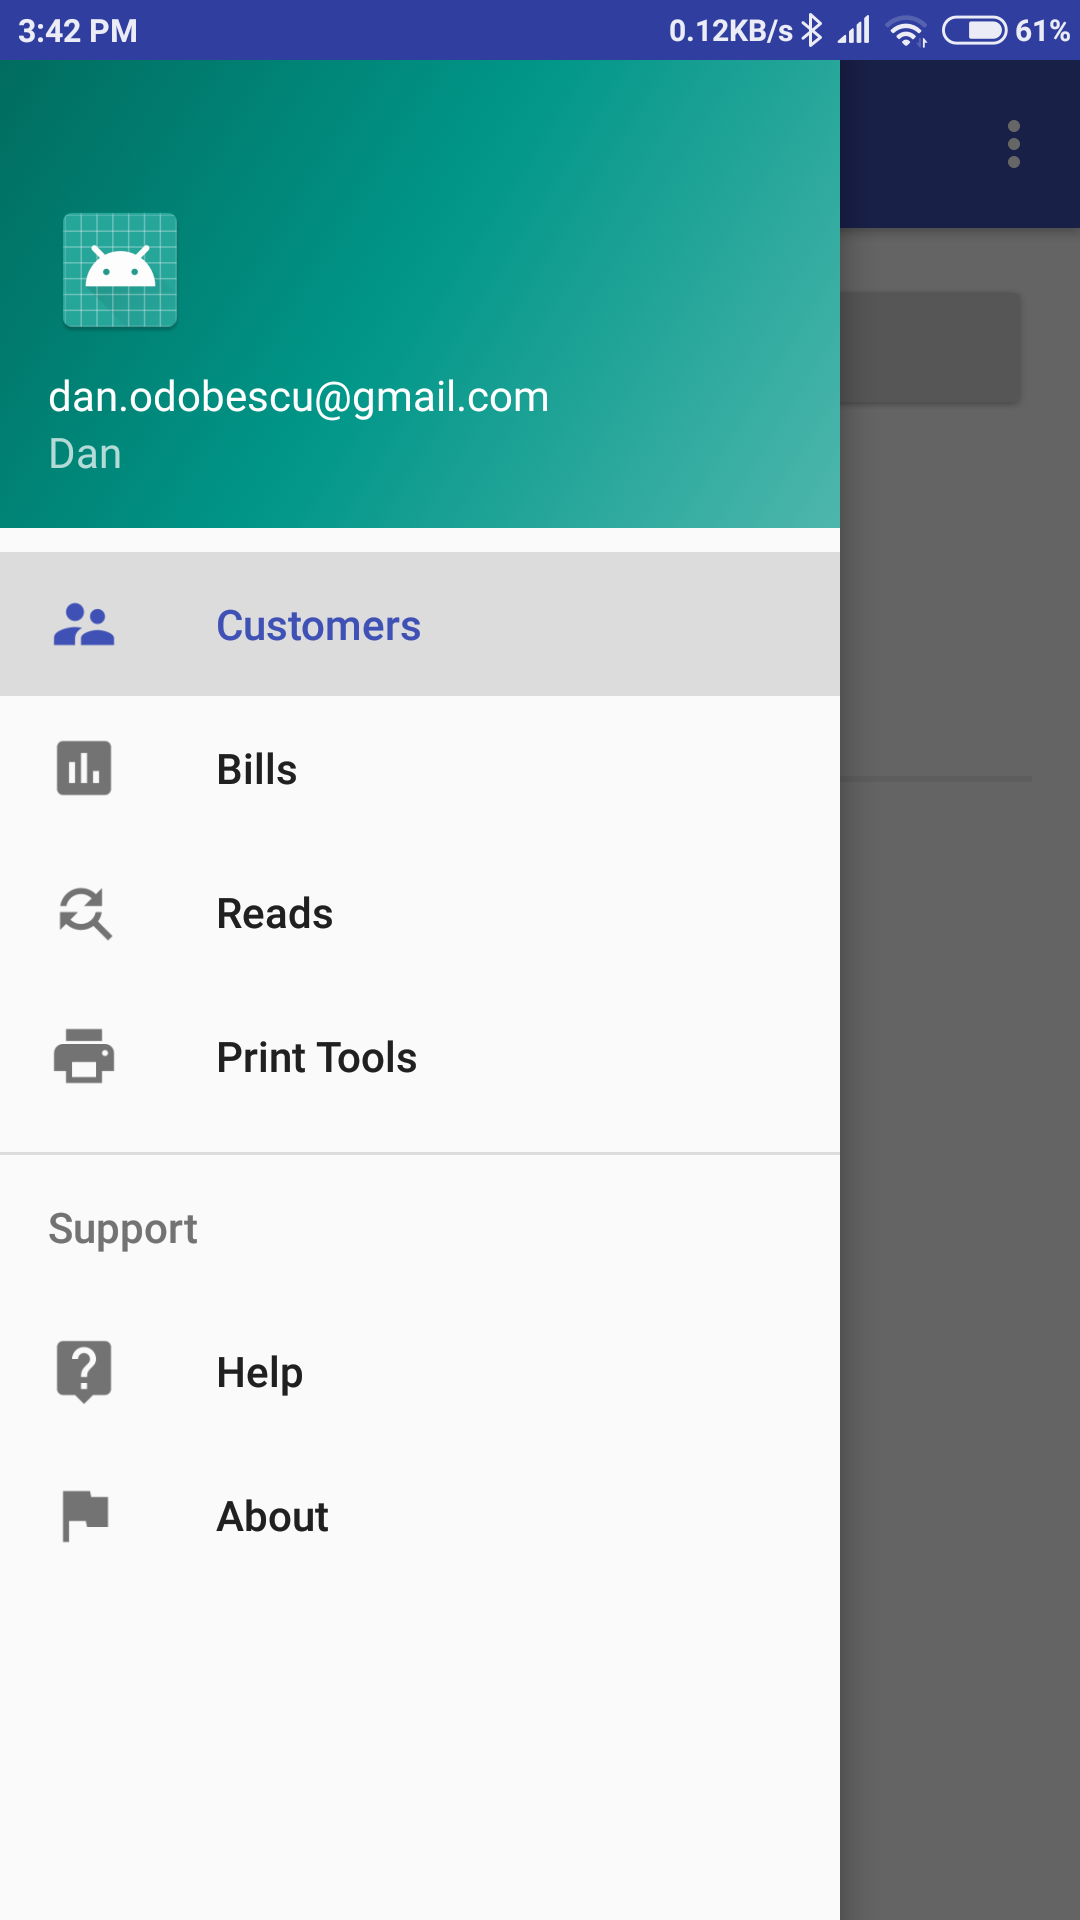 3:42 PM 0.12KB/s 61%
dan.odobescu@gmail.com
Dan
Customers
Bills
Reads
Print Tools
Support
Help
About